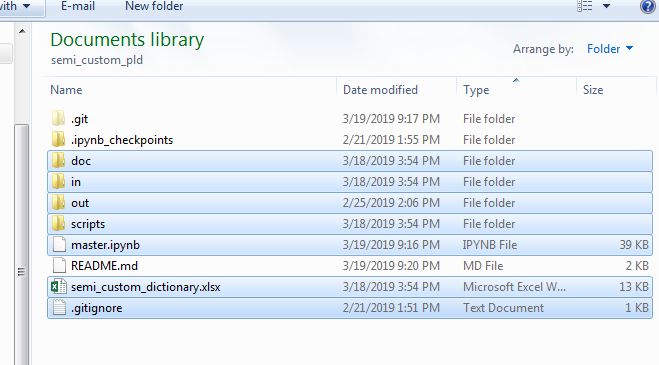 with E-mail New folder
Documents library
semi_custom_pld
Arrange by: Folder
Name Date modified Type Size
.git 3/19/2019 9:17 PM File folder
.ipynb_checkpoints 2/21/2019 1:55 PM File folder
doc 3/18/2019 3:54 PM File folder
in 3/18/2019 3:54 PM File folder
out 2/25/2019 2:06 PM File folder
scripts 3/18/2019 3:54 PM File folder
master.ipynb 3/19/2019 9:16 PM IPYNB File 39 KB
README.md 3/19/2019 9:20 PM MD File 2 KB
semi_custom_dictionary.xlsx 3/18/2019 3:54 PM Microsoft Excel W... 13 KB
.gitignore 2/21/2019 1:51 PM Text Document 1 KB